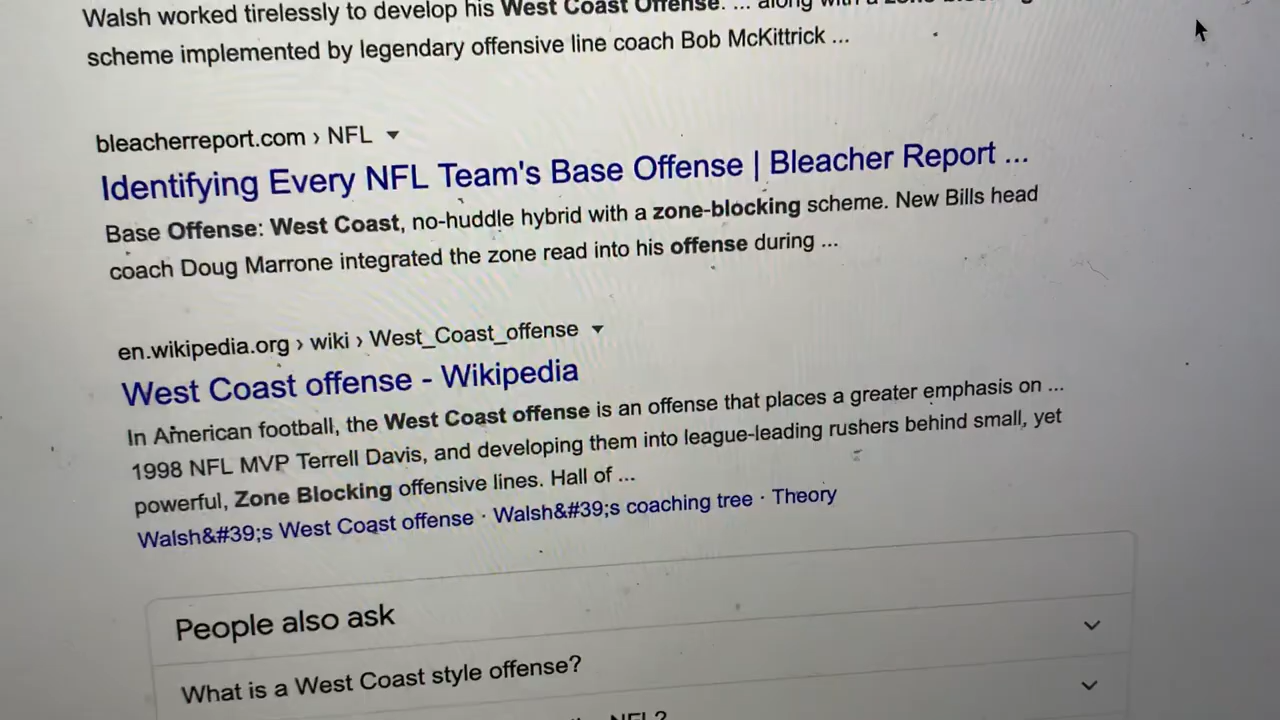 Walsh worked tirelessly to develop his West Coast Offense. ... along with a
scheme implemented by legendary offensive line coach Bob McKittrick ...
bleacherreport.com › NFL
Identifying Every NFL Team's Base Offense | Bleacher Report ...
Base Offense: West Coast, no-huddle hybrid with a zone-blocking scheme. New Bills head
coach Doug Marrone integrated the zone read into his offense during ...
en.wikipedia.org › wiki › West_Coast_offense
West Coast offense - Wikipedia
In American football, the West Coast offense is an offense that places a greater emphasis on ...
1998 NFL MVP Terrell Davis, and developing them into league-leading rushers behind small, yet
powerful, Zone Blocking offensive lines. Hall of ...
Walsh&#39;s West Coast offense · Walsh&#39;s coaching tree · Theory
People also ask
What is a West Coast style offense?
NFL?